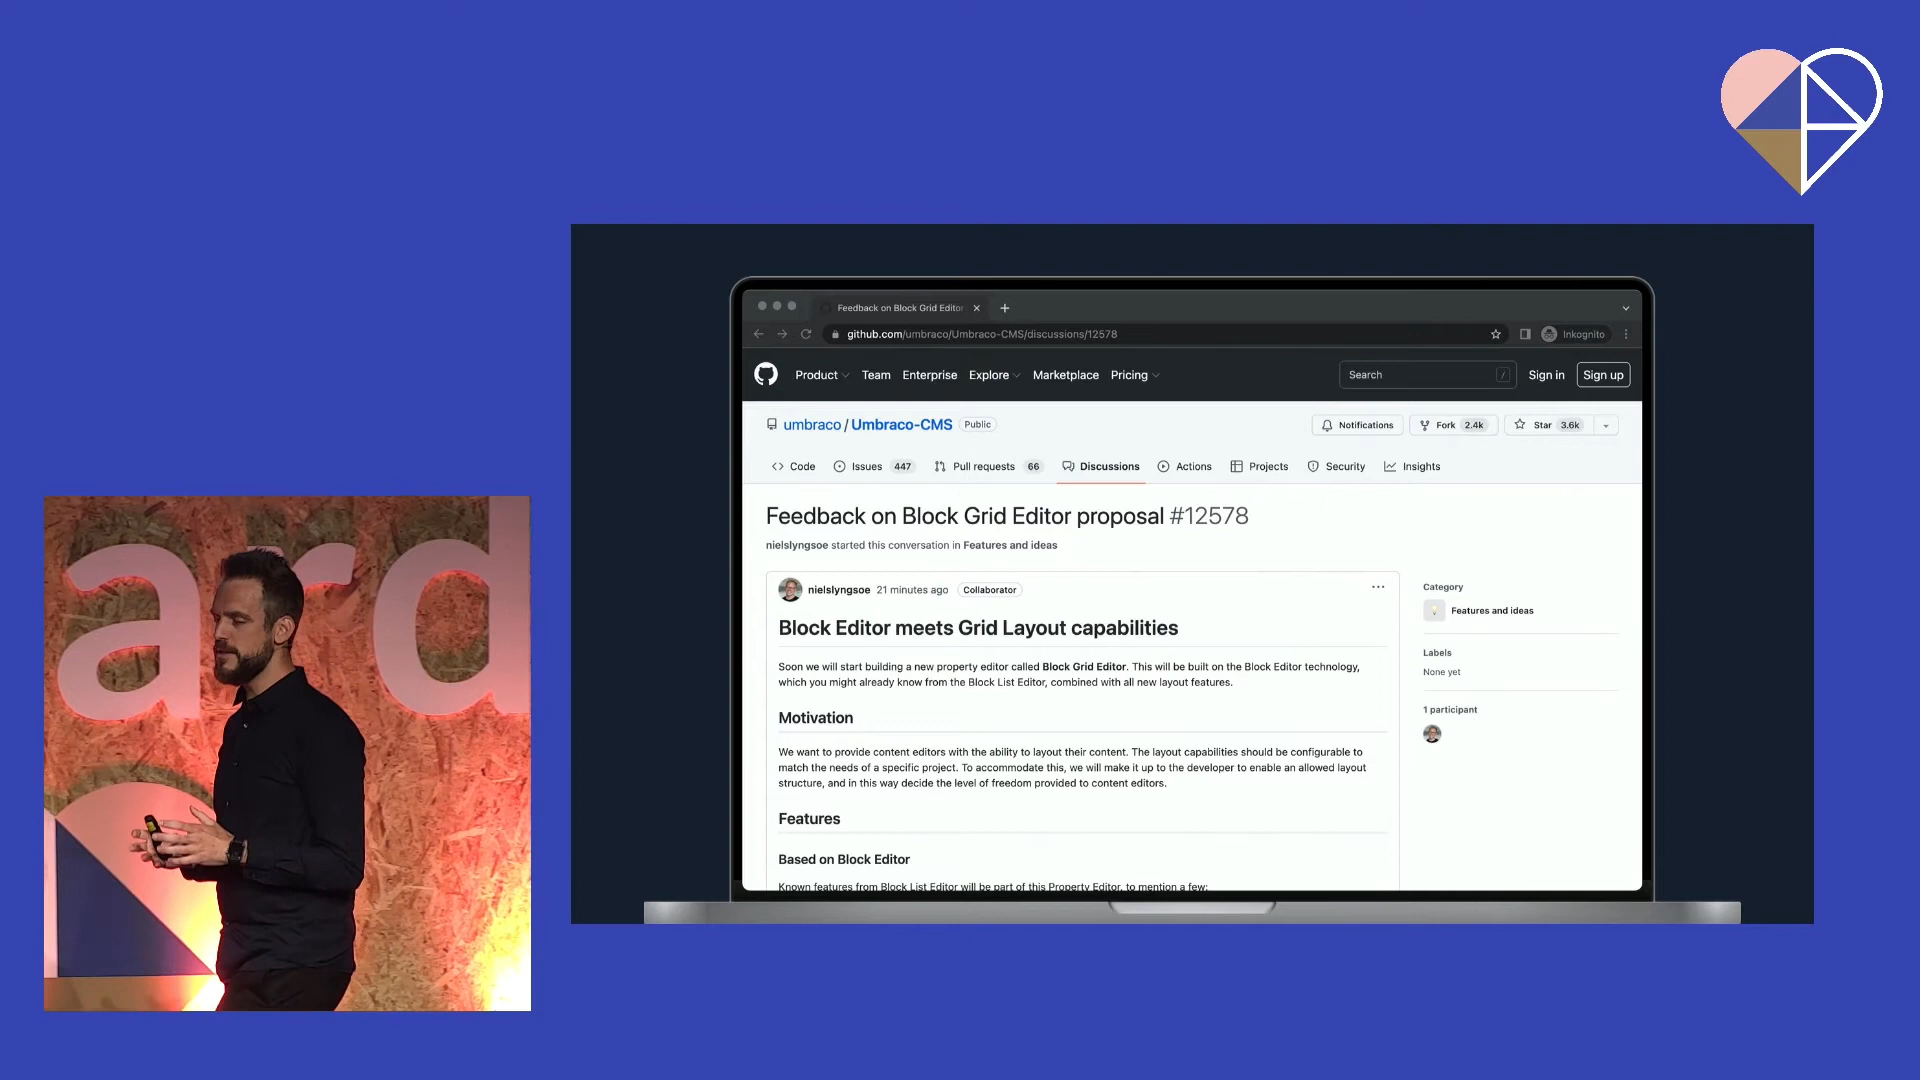 Feedback on Block Grid Editor
github.com/umbraco/Umbraco-CMS/discussions/12578
Inkognito
Product
Team
Enterprise
Explore
Marketplace
Pricing
Search
/
Sign in
Sign up
umbraco / Umbraco-CMS
Public
Notifications
Fork 2.4k
Star 3.6k
Code
Issues 447
Pull requests 66
Discussions
Actions
Projects
Security
Insights
Feedback on Block Grid Editor proposal #12578
nielslyngsoe started this conversation in Features and ideas
nielslyngsoe 21 minutes ago Collaborator
Block Editor meets Grid Layout capabilities
Soon we will start building a new property editor called Block Grid Editor. This will be built on the Block Editor technology,
which you might already know from the Block List Editor, combined with all new layout features.
Motivation
We want to provide content editors with the ability to layout their content. The layout capabilities should be configurable to
match the needs of a specific project. To accommodate this, we will make it up to the developer to enable an allowed layout
structure, and in this way decide the level of freedom provided to content editors.
Features
Based on Block Editor
Known features from Block List Editor will be part of this Property Editor, to mention a few:
Category
Features and ideas
Labels
None yet
1 participant
ard